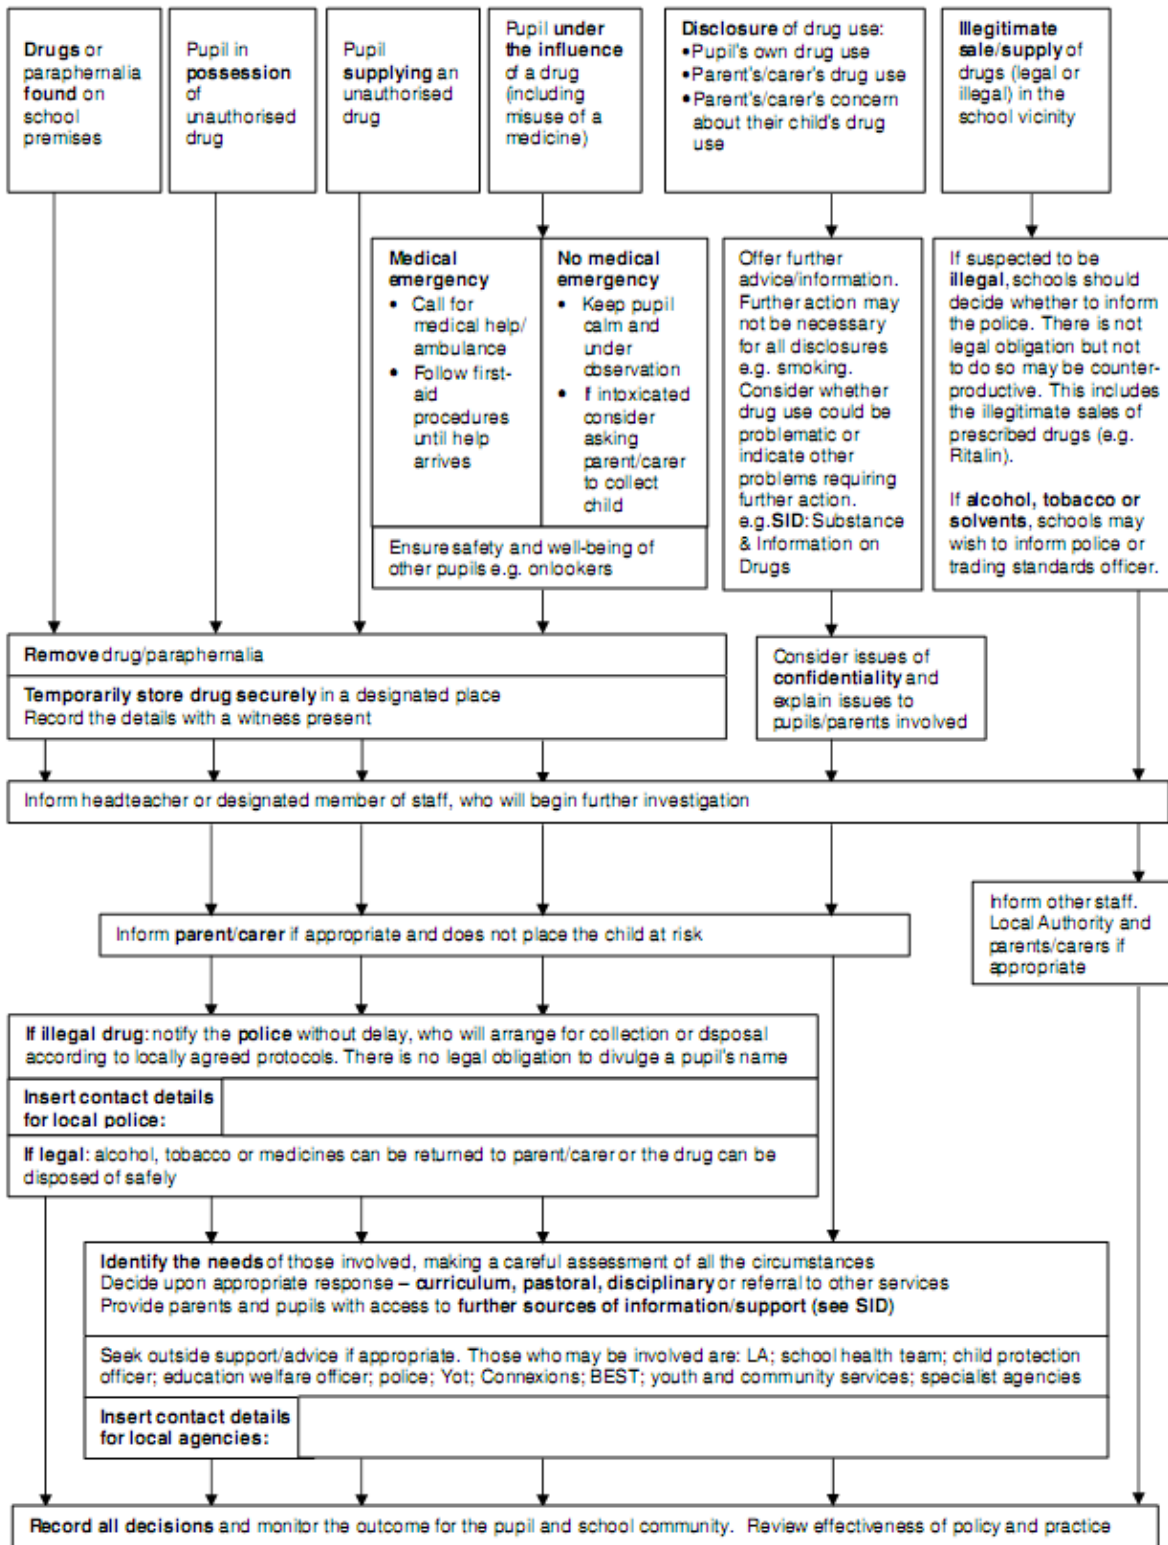 Drugs or
paraphernalia
found on
school
premises
Pupil in
possession
of
unauthorised
drug
Pupil
supplying an
unauthorised
drug
Pupil under
the influence
of a drug
(including
misuse of a
medicine)
Disclosure of drug use:
•Pupil's own drug use
•Parent's/carer's drug use
•Parent's/carer's concern
about their child's drug
use
Illegitimate
sale/supply of
drugs (legal or
illegal) in the
school vicinity
Medical
emergency
• Call for
medical help/
ambulance
• Follow first-
aid
procedures
until help
arrives
No medical
emergency
• Keep pupil
calm and
under
observation
• If intoxicated
consider
asking
parent/carer
to collect
child
Ensure safety and well-being of
other pupils e.g. onlookers
Offer further
advice/information.
Further action may
not be necessary
for all disclosures
e.g. smoking.
Consider whether
drug use could be
problematic or
indicate other
problems requiring
further action.
e.g.SID: Substance
& Information on
Drugs
If suspected to be
illegal, schools should
decide whether to inform
the police. There is not
legal obligation but not
to do so may be counter-
productive. This includes
the illegitimate sales of
prescribed drugs (e.g.
Ritalin).
If alcohol, tobacco or
solvents, schools may
wish to inform police or
trading standards officer.
Remove drug/paraphernalia
Temporarily store drug securely in a designated place
Record the details with a witness present
Consider issues of
confidentiality and
explain issues to
pupils/parents involved
Inform headteacher or designated member of staff, who will begin further investigation
Inform parent/carer if appropriate and does not place the child at risk
Inform other staff.
Local Authority and
parents/carers if
appropriate
If illegal drug: notify the police without delay, who will arrange for collection or disposal
according to locally agreed protocols. There is no legal obligation to divulge a pupil's name
Insert contact details
for local police:
If legal: alcohol, tobacco or medicines can be returned to parent/carer or the drug can be
disposed of safely
Identify the needs of those involved, making a careful assessment of all the circumstances
Decide upon appropriate response – curriculum, pastoral, disciplinary or referral to other services
Provide parents and pupils with access to further sources of information/support (see SID)
Seek outside support/advice if appropriate. Those who may be involved are: LA; school health team; child protection
officer; education welfare officer; police; Yot; Connexions; BEST; youth and community services; specialist agencies
Insert contact details
for local agencies:
Record all decisions and monitor the outcome for the pupil and school community. Review effectiveness of policy and practice